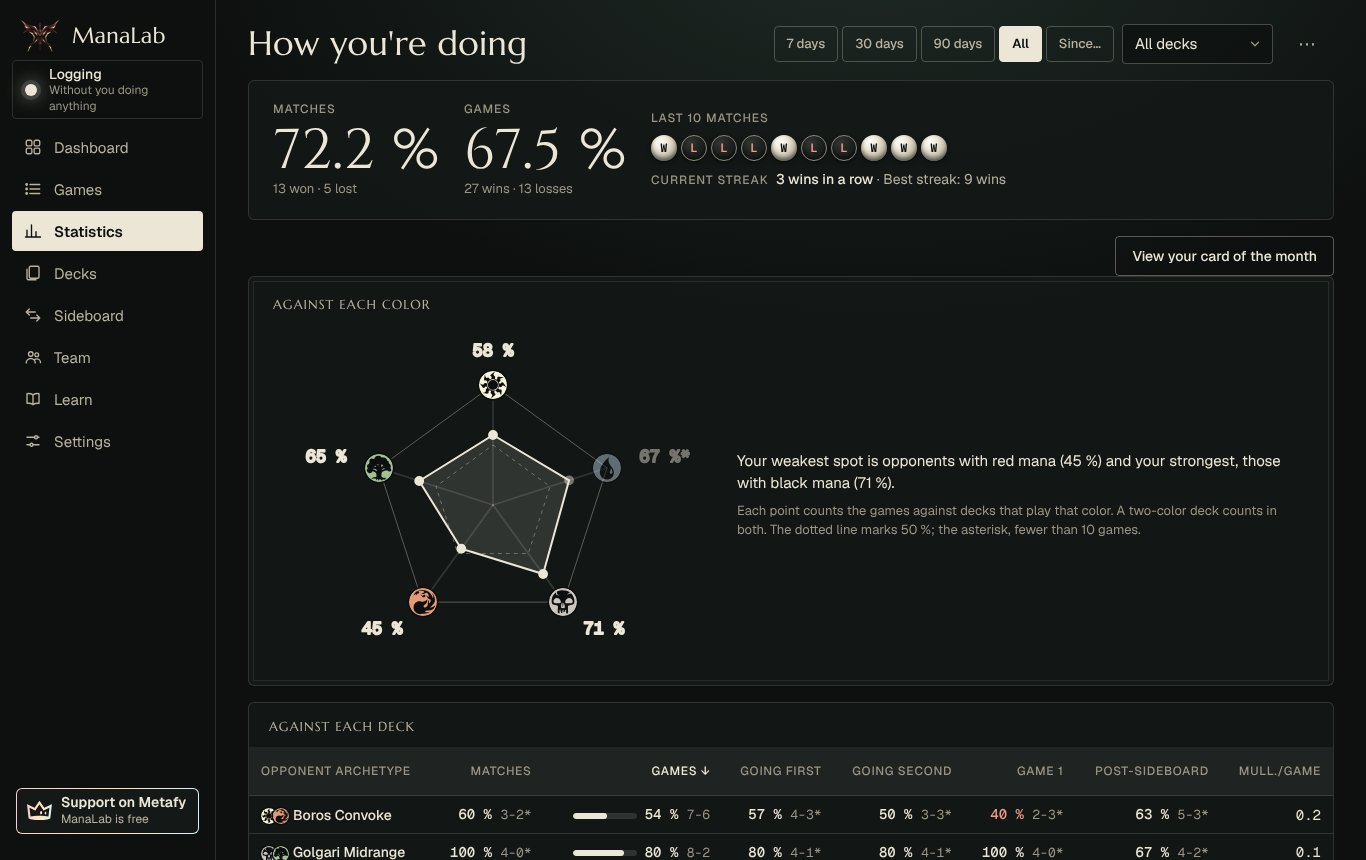 ManaLab
Logging
Without you doing
anything
Dashboard
Games
Statistics
Decks
Sideboard
Team
Learn
Settings
Support on Metafy
ManaLab is free
How you're doing
7 days
30 days
90 days
All
Since...
All decks
MATCHES
72.2 %
13 won · 5 lost
GAMES
67.5 %
27 wins · 13 losses
LAST 10 MATCHES
W L L L W L L W W W
CURRENT STREAK 3 wins in a row · Best streak: 9 wins
View your card of the month
AGAINST EACH COLOR
58 %
65 %
67 %*
45 %
71 %
Your weakest spot is opponents with red mana (45 %) and your strongest, those
with black mana (71 %).
Each point counts the games against decks that play that color. A two-color deck counts in
both. The dotted line marks 50 %; the asterisk, fewer than 10 games.
AGAINST EACH DECK
OPPONENT ARCHETYPE MATCHES GAMES ↓ GOING FIRST GOING SECOND GAME 1 POST-SIDEBOARD MULL./GAME
Boros Convoke 60 % 3-2* 54 % 7-6 57 % 4-3* 50 % 3-3* 40 % 2-3* 63 % 5-3* 0.2
Golgari Midrange 100 % 4-0* 80 % 8-2 80 % 4-1* 80 % 4-1* 100 % 4-0* 67 % 4-2* 0.1